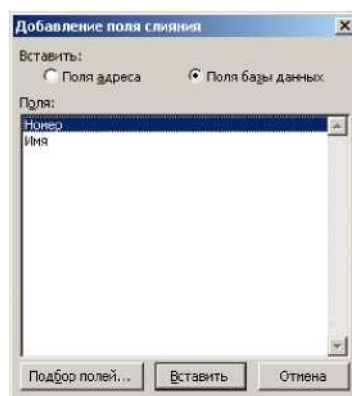 Добавление поля слияния
Вставить:
Поля адреса
Поля базы данных
Поля:
Номер
Имя
Подбор полей...
Вставить
Отмена